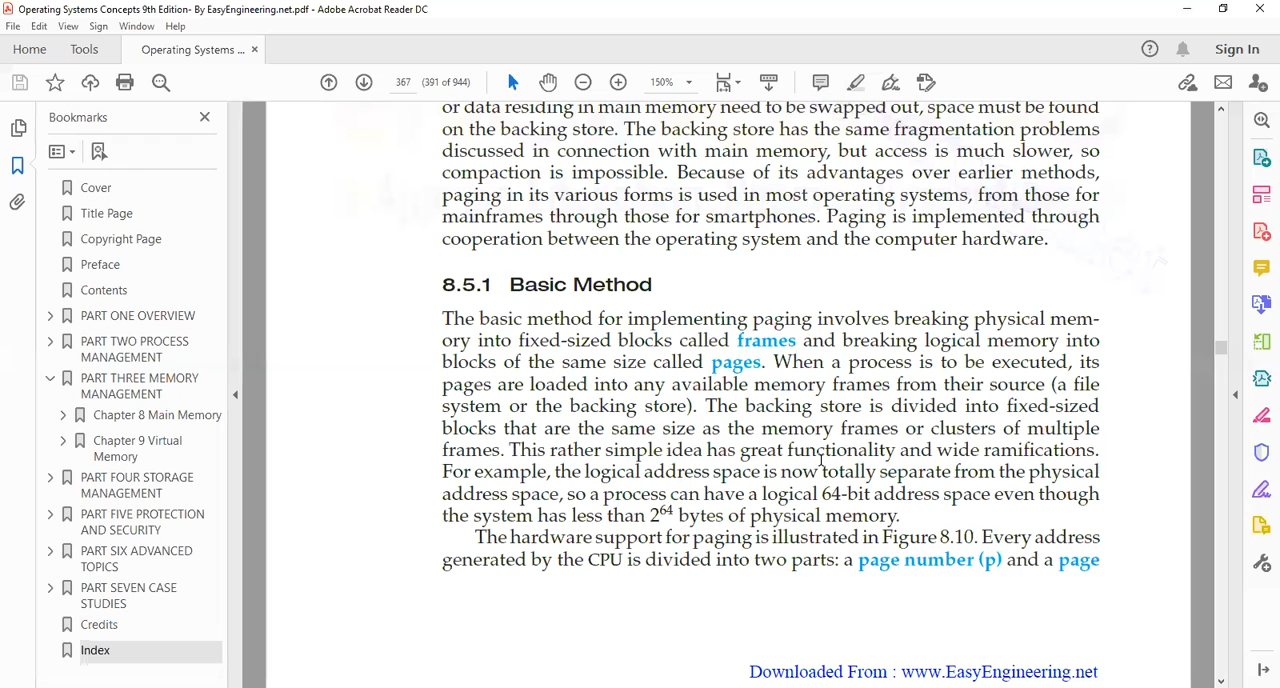 Operating Systems Concepts 9th Edition- By EasyEngineering.net.pdf - Adobe Acrobat Reader DC
File Edit View Sign Window Help
Home Tools Operating Systems ... × Sign In
367 (391 of 944) 150%
Bookmarks
Cover
Title Page
Copyright Page
Preface
Contents
PART ONE OVERVIEW
PART TWO PROCESS
MANAGEMENT
PART THREE MEMORY
MANAGEMENT
Chapter 8 Main Memory
Chapter 9 Virtual
Memory
PART FOUR STORAGE
MANAGEMENT
PART FIVE PROTECTION
AND SECURITY
PART SIX ADVANCED
TOPICS
PART SEVEN CASE
STUDIES
Credits
Index
or data residing in main memory need to be swapped out, space must be found
on the backing store. The backing store has the same fragmentation problems
discussed in connection with main memory, but access is much slower, so
compaction is impossible. Because of its advantages over earlier methods,
paging in its various forms is used in most operating systems, from those for
mainframes through those for smartphones. Paging is implemented through
cooperation between the operating system and the computer hardware.
8.5.1 Basic Method
The basic method for implementing paging involves breaking physical mem-
ory into fixed-sized blocks called frames and breaking logical memory into
blocks of the same size called pages. When a process is to be executed, its
pages are loaded into any available memory frames from their source (a file
system or the backing store). The backing store is divided into fixed-sized
blocks that are the same size as the memory frames or clusters of multiple
frames. This rather simple idea has great functionality and wide ramifications.
For example, the logical address space is now totally separate from the physical
address space, so a process can have a logical 64-bit address space even though
the system has less than 2⁶⁴ bytes of physical memory.
The hardware support for paging is illustrated in Figure 8.10. Every address
generated by the CPU is divided into two parts: a page number (p) and a page
Downloaded From : www.EasyEngineering.net